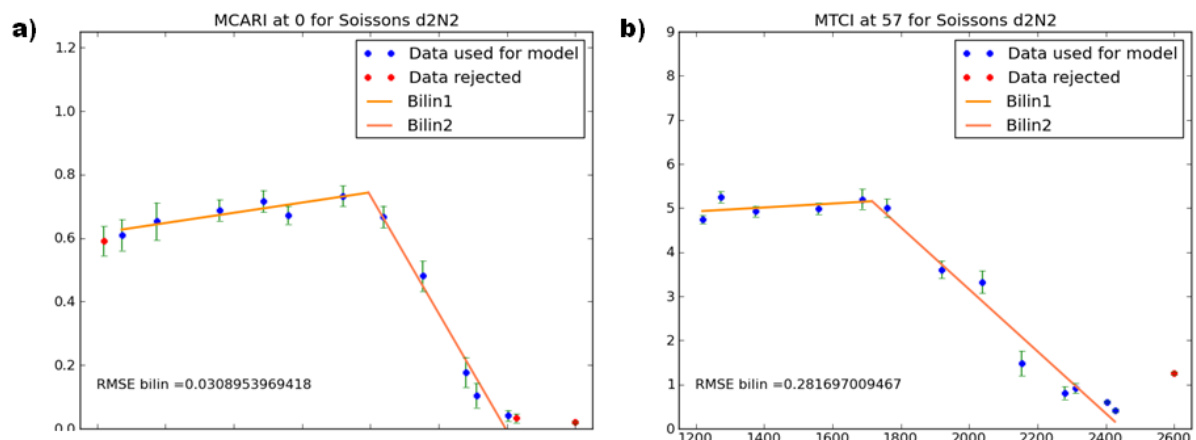 a)
MCARI at 0 for Soissons d2N2
1.2
1.0
0.8
0.6
0.4
0.2
0.0
Data used for model
Data rejected
Bilin1
Bilin2
RMSE bilin =0.0308953969418
b)
MTCI at 57 for Soissons d2N2
9
8
7
6
5
4
3
2
1
0
Data used for model
Data rejected
Bilin1
Bilin2
RMSE bilin =0.281697009467
1200 1400 1600 1800 2000 2200 2400 2600